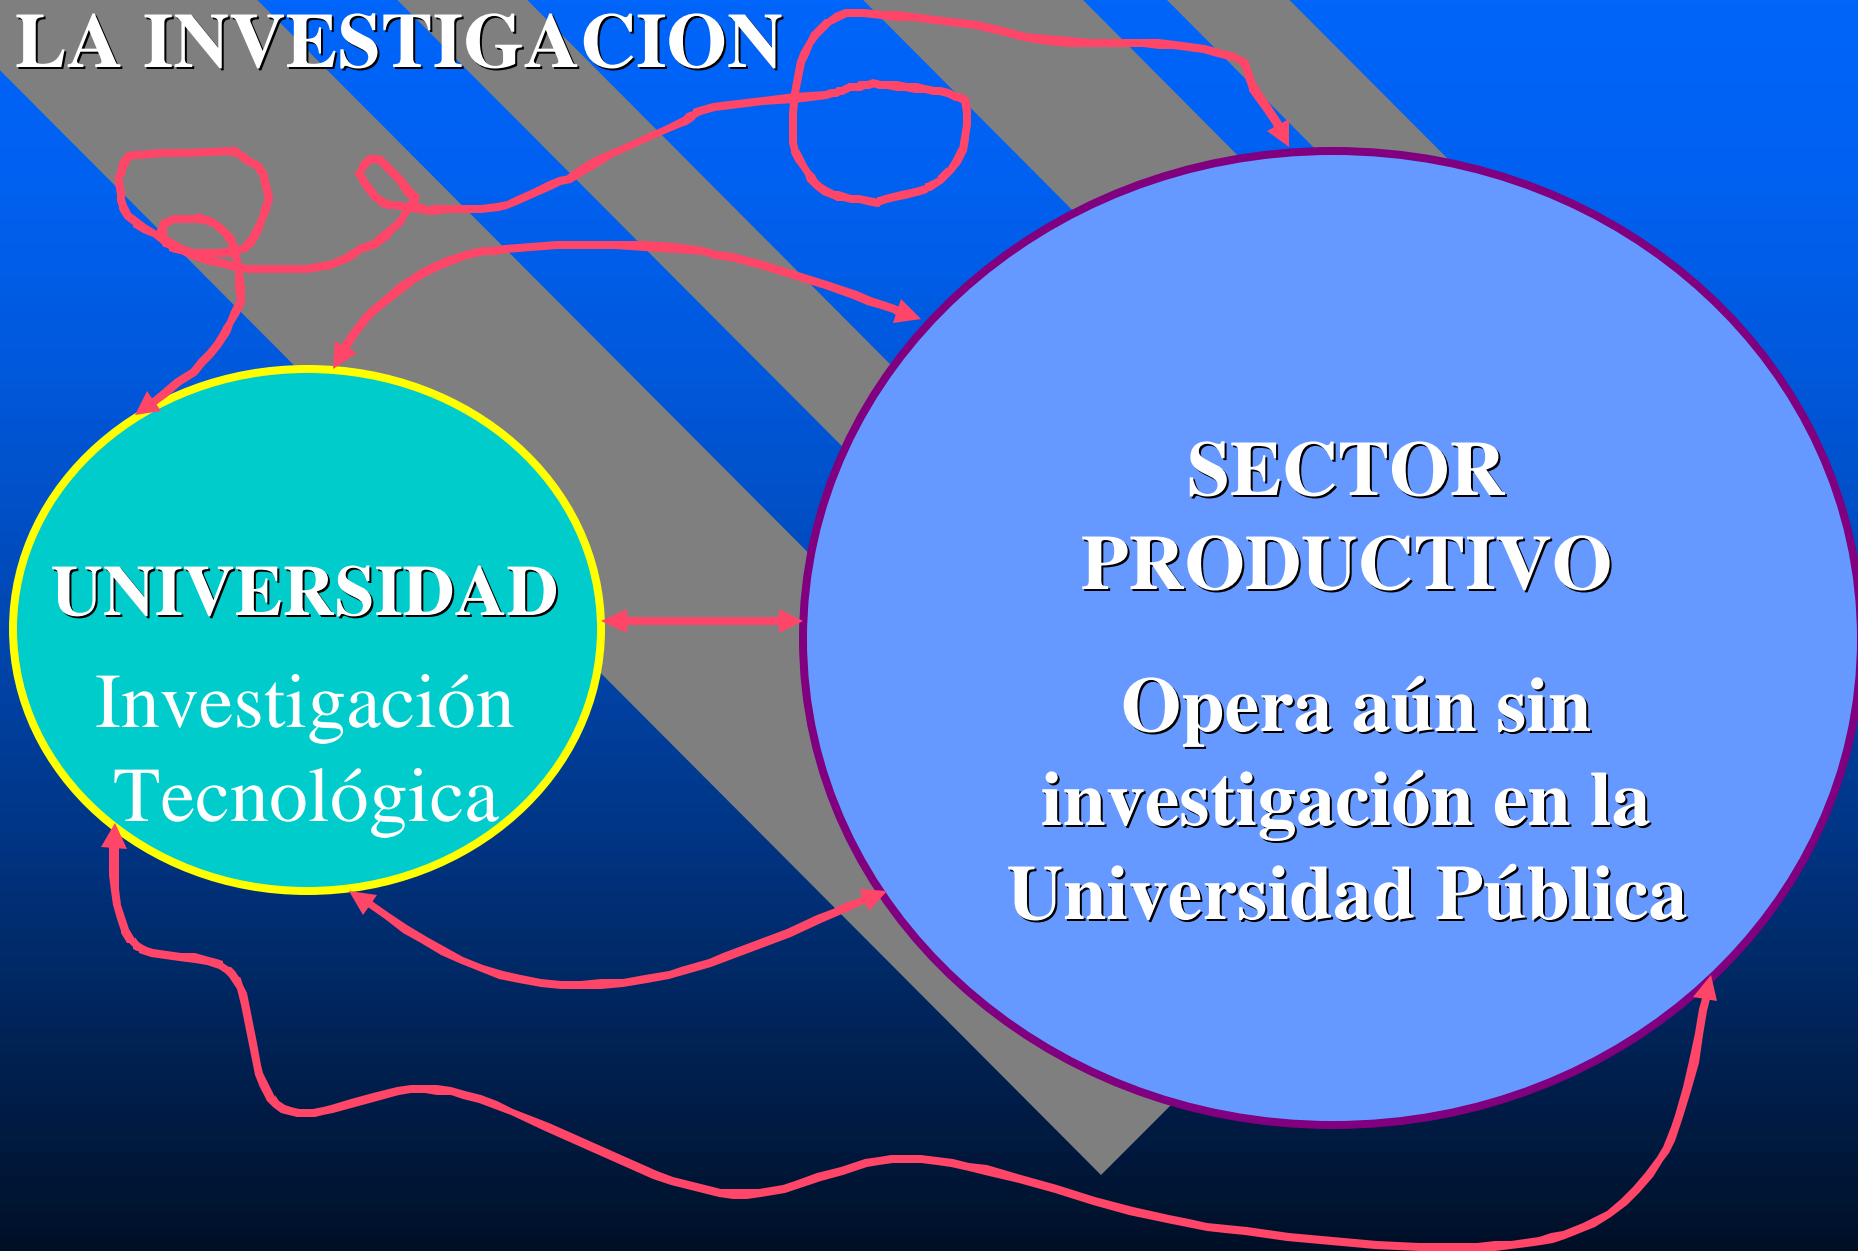 LA INVESTIGACION
UNIVERSIDAD
Investigación
Tecnológica
SECTOR
PRODUCTIVO
Opera aún sin
investigación en la
Universidad Pública